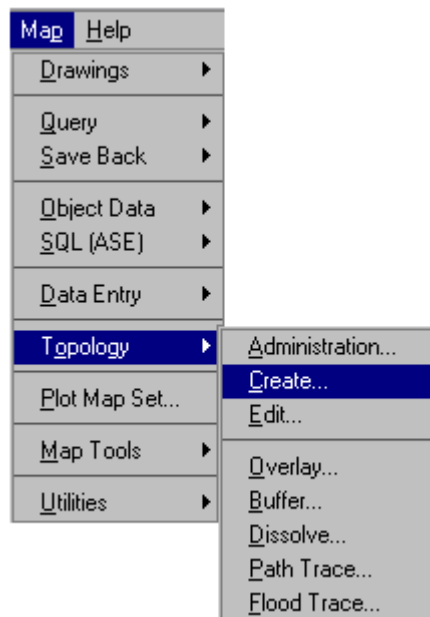 Map Help
Drawings
Query
Save Back
Object Data
SQL (ASE)
Data Entry
Topology
Plot Map Set...
Map Tools
Utilities
Administration...
Create...
Edit...
Overlay...
Buffer...
Dissolve...
Path Trace...
Flood Trace...